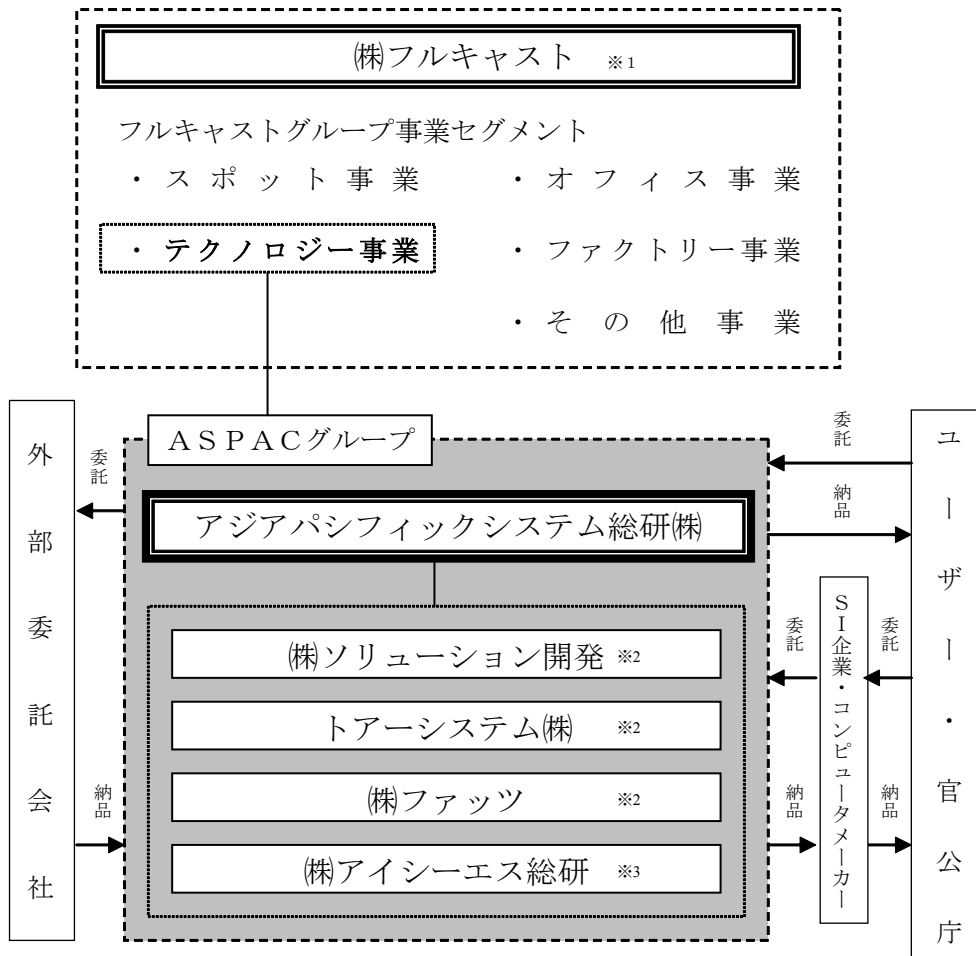 ㈱フルキャスト ※1
フルキャストグループ事業セグメント
・スポット事業 ・オフィス事業
・テクノロジー事業 ・ファクトリー事業
・その他事業
ASPACグループ
アジアパシフィックシステム総研㈱
㈱ソリューション開発 ※2
トアーシステム㈱ ※2
㈱ファッツ ※2
㈱アイシーエス総研 ※3
外部委託会社
委託
納品
委託
納品
委託
納品
SI企業・コンピュータメーカー
委託
納品
ユーザー・官公庁